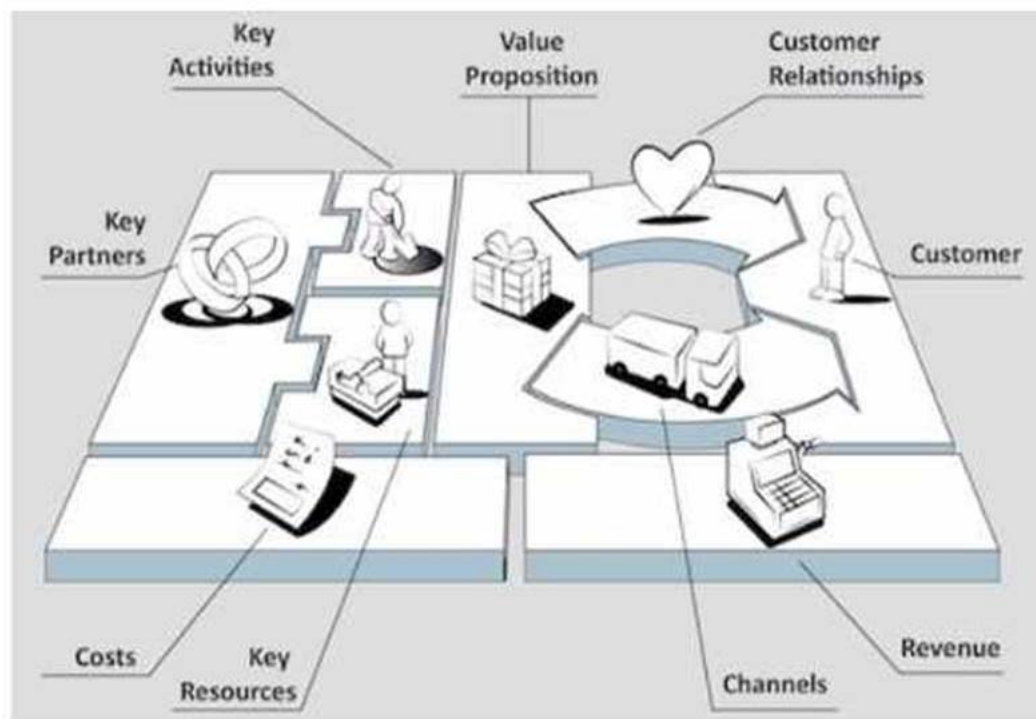 Key
Activities
Value
Proposition
Customer
Relationships
Key
Partners
Customer
Costs
Key
Resources
Channels
Revenue